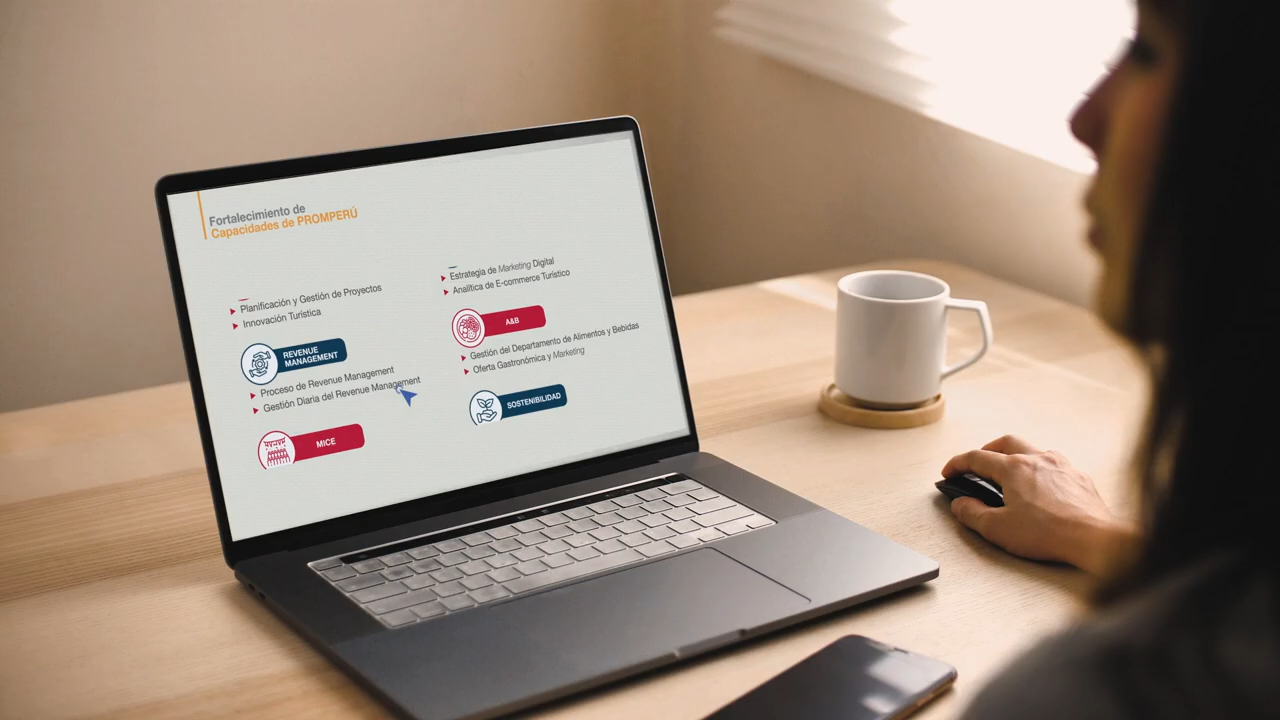 Fortalecimiento de
Capacidades de PROMPERÚ
Planificación y Gestión de Proyectos
Innovación Turística
REVENUE
MANAGEMENT
Proceso de Revenue Management
Gestión Diaria del Revenue Management
MICE
Estrategia de Marketing Digital
Analítica de E-commerce Turístico
A&B
Gestión del Departamento de Alimentos y Bebidas
Oferta Gastronómica y Marketing
SOSTENIBILIDAD